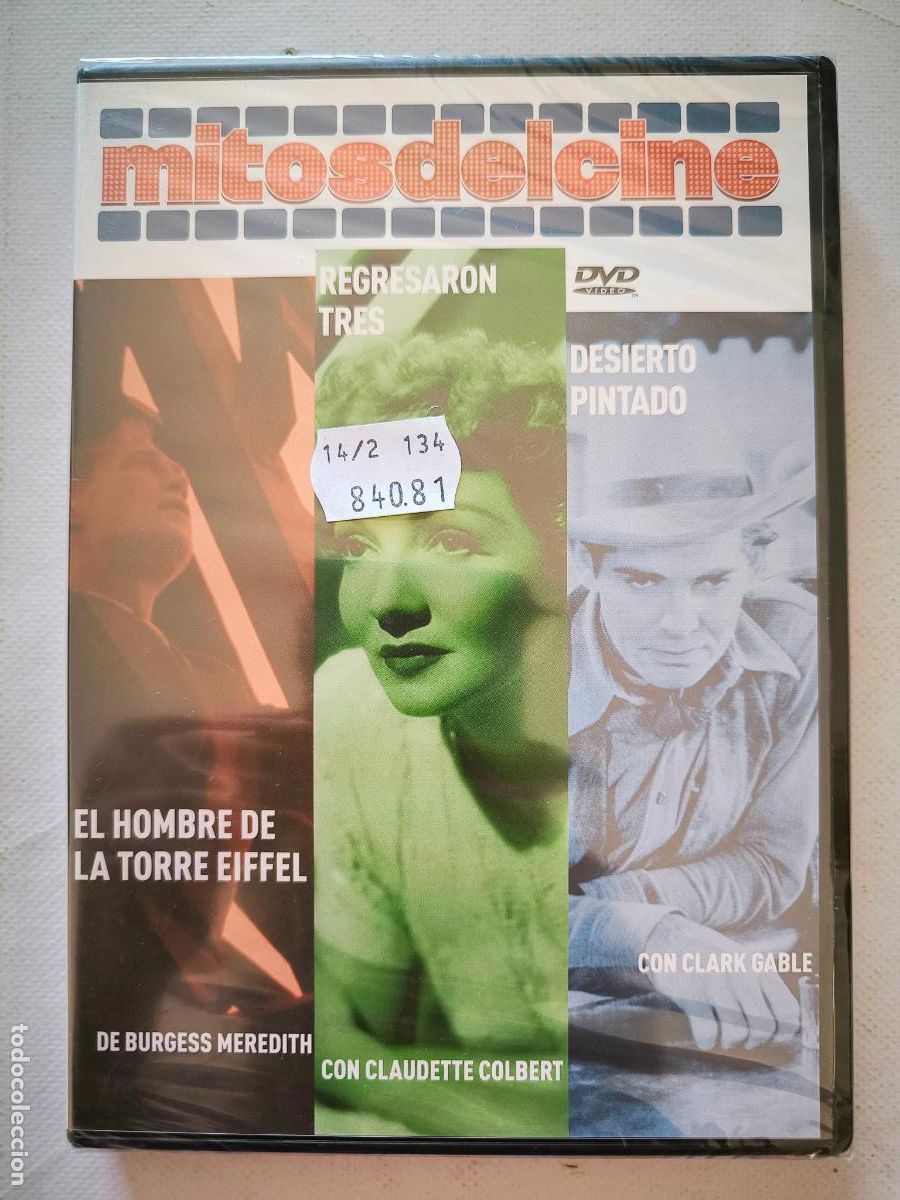 mitosdelcine
REGRESARON
TRES
DVD
VIDEO
TM
DESIERTO
PINTADO
14/2 134
840.81
EL HOMBRE DE
LA TORRE EIFFEL
CON CLARK GABLE
DE BURGESS MEREDITH
CON CLAUDETTE COLBERT
todocoleccion